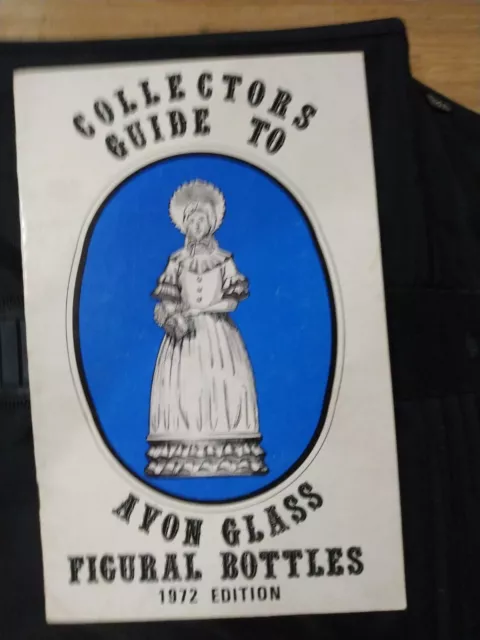 COLLECTORS
GUIDE TO
AVON GLASS
FIGURAL BOTTLES
1972 EDITION